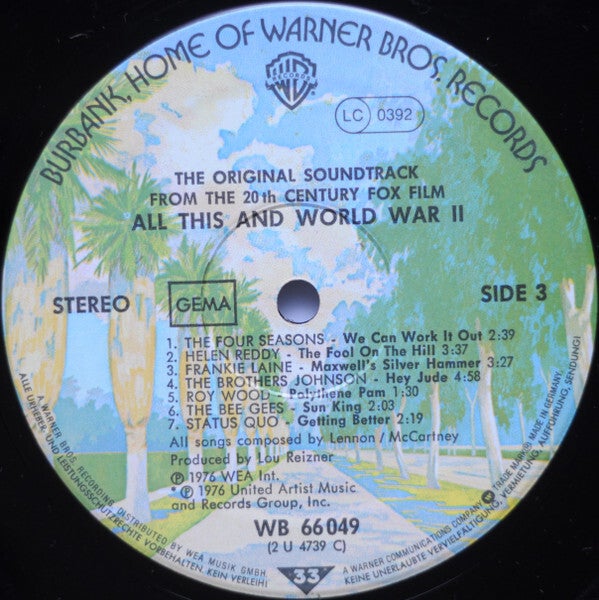 BURBANK, HOME OF WARNER BROS. RECORDS
RECORDS
LC 0392
THE ORIGINAL SOUNDTRACK
FROM THE 20th CENTURY FOX FILM
ALL THIS AND WORLD WAR II
STEREO GEMA SIDE 3
1. THE FOUR SEASONS - We Can Work It Out 2:39
2. HELEN REDDY - The Fool On The Hill 3:37
3. FRANKIE LAINE - Maxwell's Silver Hammer 3:27
4. THE BROTHERS JOHNSON - Hey Jude 4:58
5. ROY WOOD - Polythene Pam 1:30
6. THE BEE GEES - Sun King 2:03
7. STATUS QUO - Getting Better 2:19
All songs composed by Lennon/McCartney
Produced by Lou Reizner
℗ 1976 WEA Int.
* ℗ 1976 United Artist Music
and Records Group, Inc.
WB 66 049
(2 U 4739 C)
33
A WARNER BROS. RECORDING DISTRIBUTED BY WEA MUSIK GMBH.
ALLE URHEBER- UND LEISTUNGSSCHUTZRECHTE VORBEHALTEN. KEIN VERLEIH!
A WARNER COMMUNICATIONS COMPANY TRADE MARK(R). MADE IN GERMANY.
KEINE UNERLAUBTE VERVIELFÄLTIGUNG, VERMIETUNG, AUFFÜHRUNG, SENDUNG!